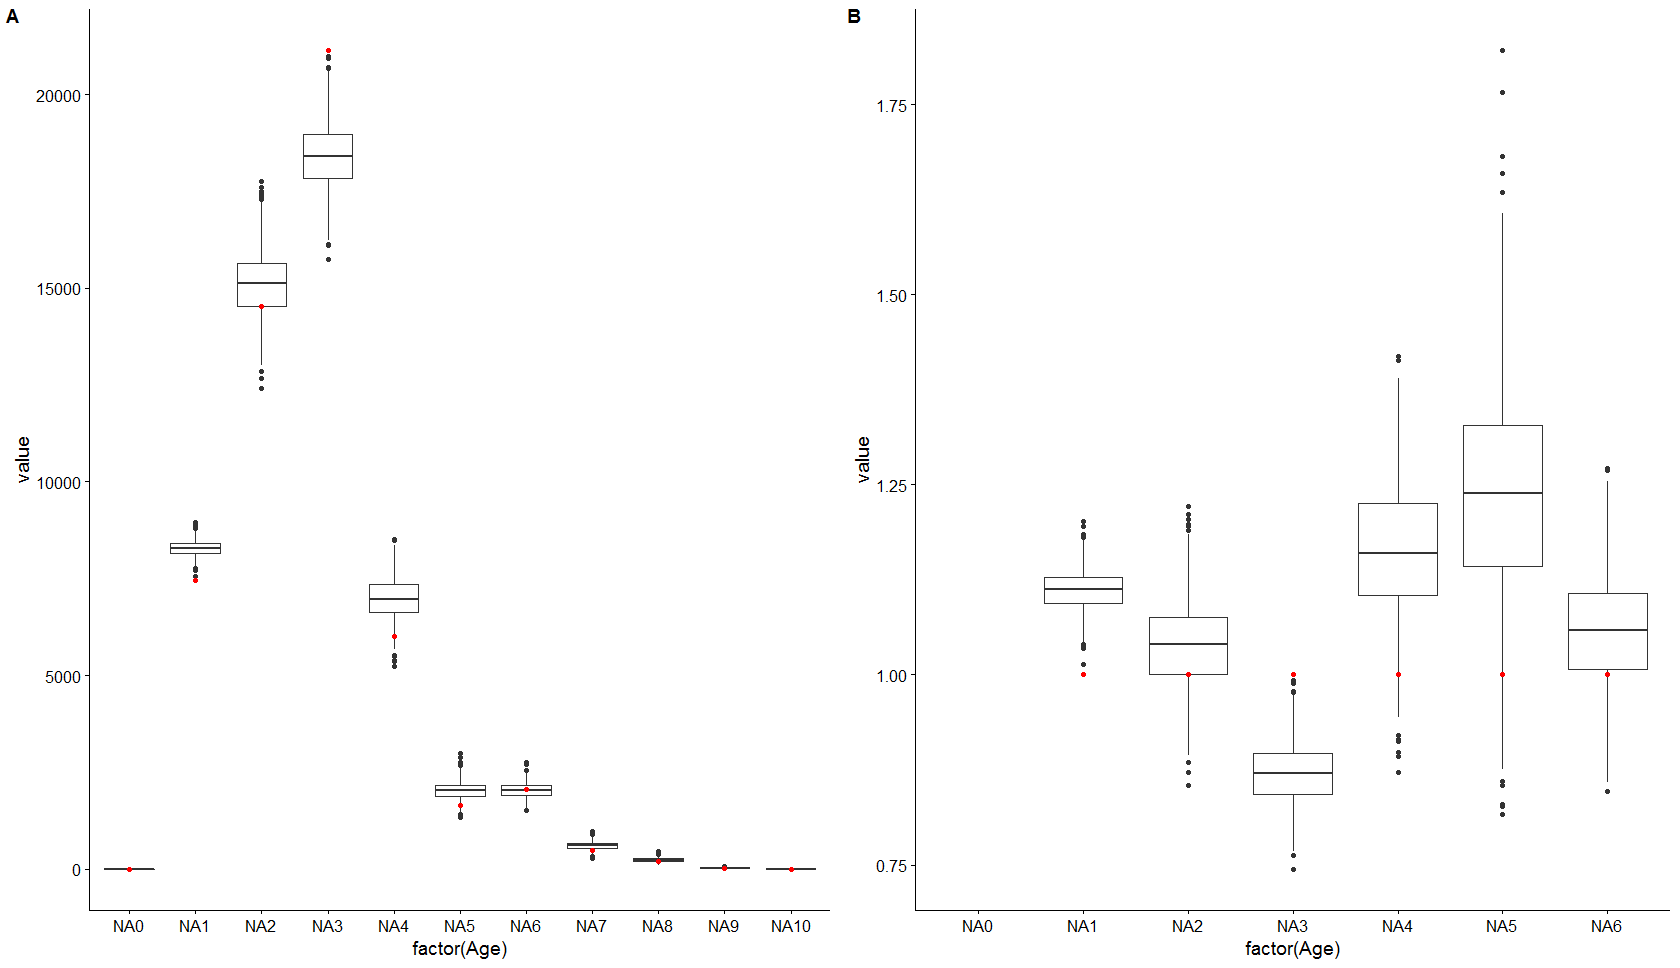 A
value
20000
15000
10000
5000
0
NA0 NA1 NA2 NA3 NA4 NA5 NA6 NA7 NA8 NA9 NA10
factor(Age)
B
value
1.75
1.50
1.25
1.00
0.75
NA0 NA1 NA2 NA3 NA4 NA5 NA6
factor(Age)